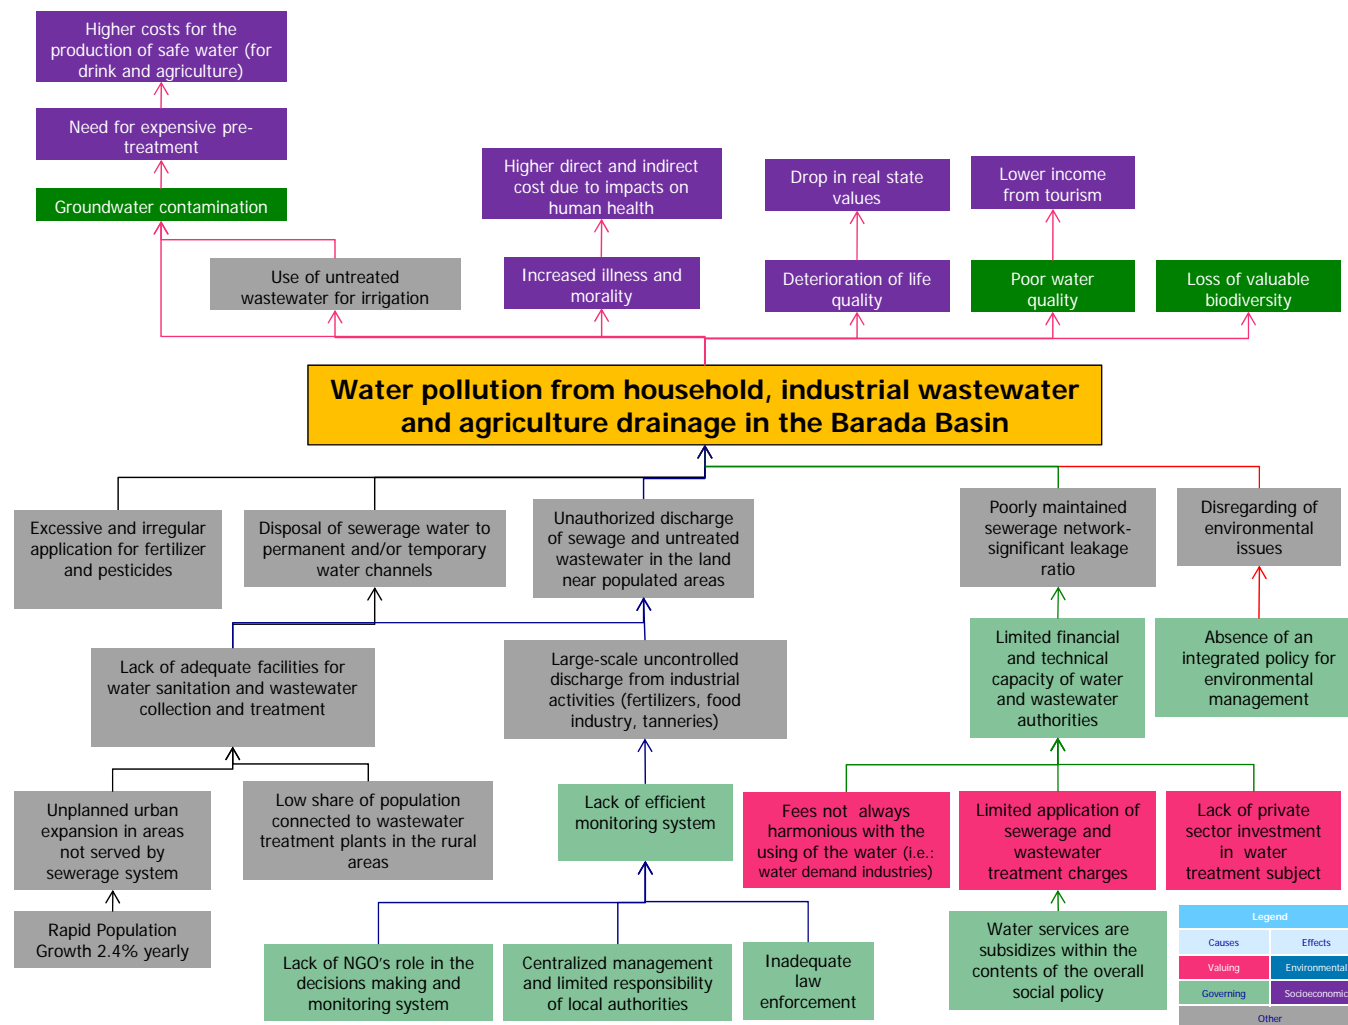 Higher costs for the
production of safe water (for
drink and agriculture)
Need for expensive pre-
treatment
Groundwater contamination
Use of untreated
wastewater for irrigation
Higher direct and indirect
cost due to impacts on
human health
Increased illness and
morality
Drop in real state
values
Deterioration of life
quality
Lower income
from tourism
Poor water
quality
Loss of valuable
biodiversity
Water pollution from household, industrial wastewater
and agriculture drainage in the Barada Basin
Excessive and irregular
application for fertilizer
and pesticides
Disposal of sewerage water to
permanent and/or temporary
water channels
Unauthorized discharge
of sewage and untreated
wastewater in the land
near populated areas
Poorly maintained
sewerage network-
significant leakage
ratio
Disregarding of
environmental
issues
Lack of adequate facilities for
water sanitation and wastewater
collection and treatment
Large-scale uncontrolled
discharge from industrial
activities (fertilizers, food
industry, tanneries)
Limited financial
and technical
capacity of water
and wastewater
authorities
Absence of an
integrated policy for
environmental
management
Unplanned urban
expansion in areas
not served by
sewerage system
Low share of population
connected to wastewater
treatment plants in the rural
areas
Lack of efficient
monitoring system
Fees not always
harmonious with the
using of the water (i.e.:
water demand industries)
Limited application of
sewerage and
wastewater
treatment charges
Lack of private
sector investment
in water
treatment subject
Rapid Population
Growth 2.4% yearly
Lack of NGO's role in the
decisions making and
monitoring system
Centralized management
and limited responsibility
of local authorities
Inadequate
law
enforcement
Water services are
subsidizes within the
contents of the overall
social policy
Legend
Causes Effects
Valuing Environmental
Governing Socioeconomic
Other